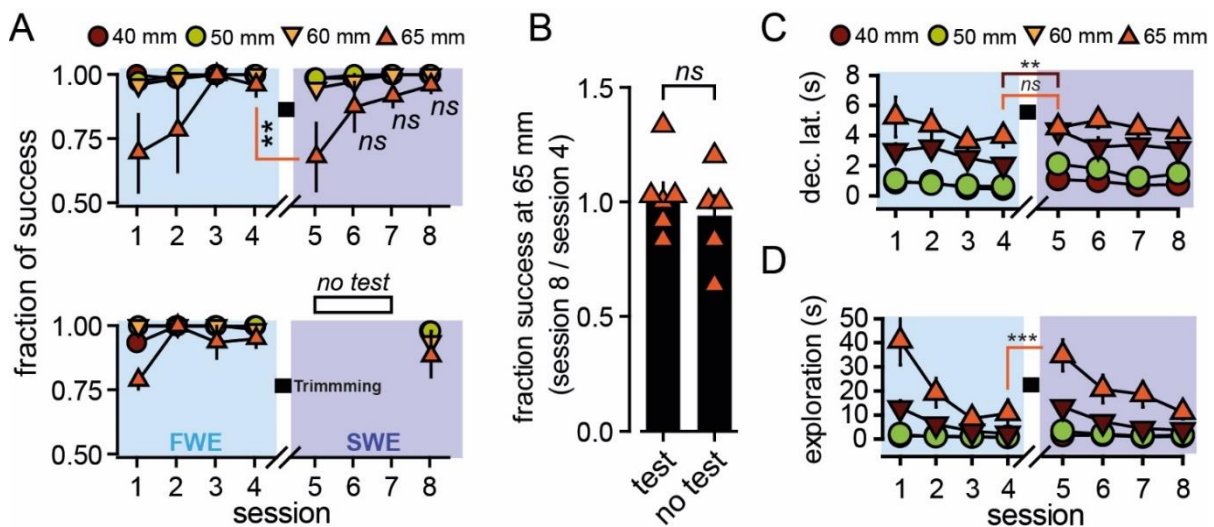 A
40 mm 50 mm 60 mm 65 mm
fraction of success
1.00
0.75
0.50
**
ns
ns
ns
1 2 3 4 5 6 7 8
no test
1.00
0.75
0.50
Trimmming
FWE
SWE
1 2 3 4 5 6 7 8
session
B
ns
fraction success at 65 mm
(session 8 / session 4)
1.5
1.0
1.0
0.0
test
no test
C
40 mm 50 mm 60 mm 65 mm
dec. lat. (s)
8
6
4
2
0
**
ns
1 2 3 4 5 6 7 8
D
exploration (s)
50
40
30
20
10
0
***
1 2 3 4 5 6 7 8
session